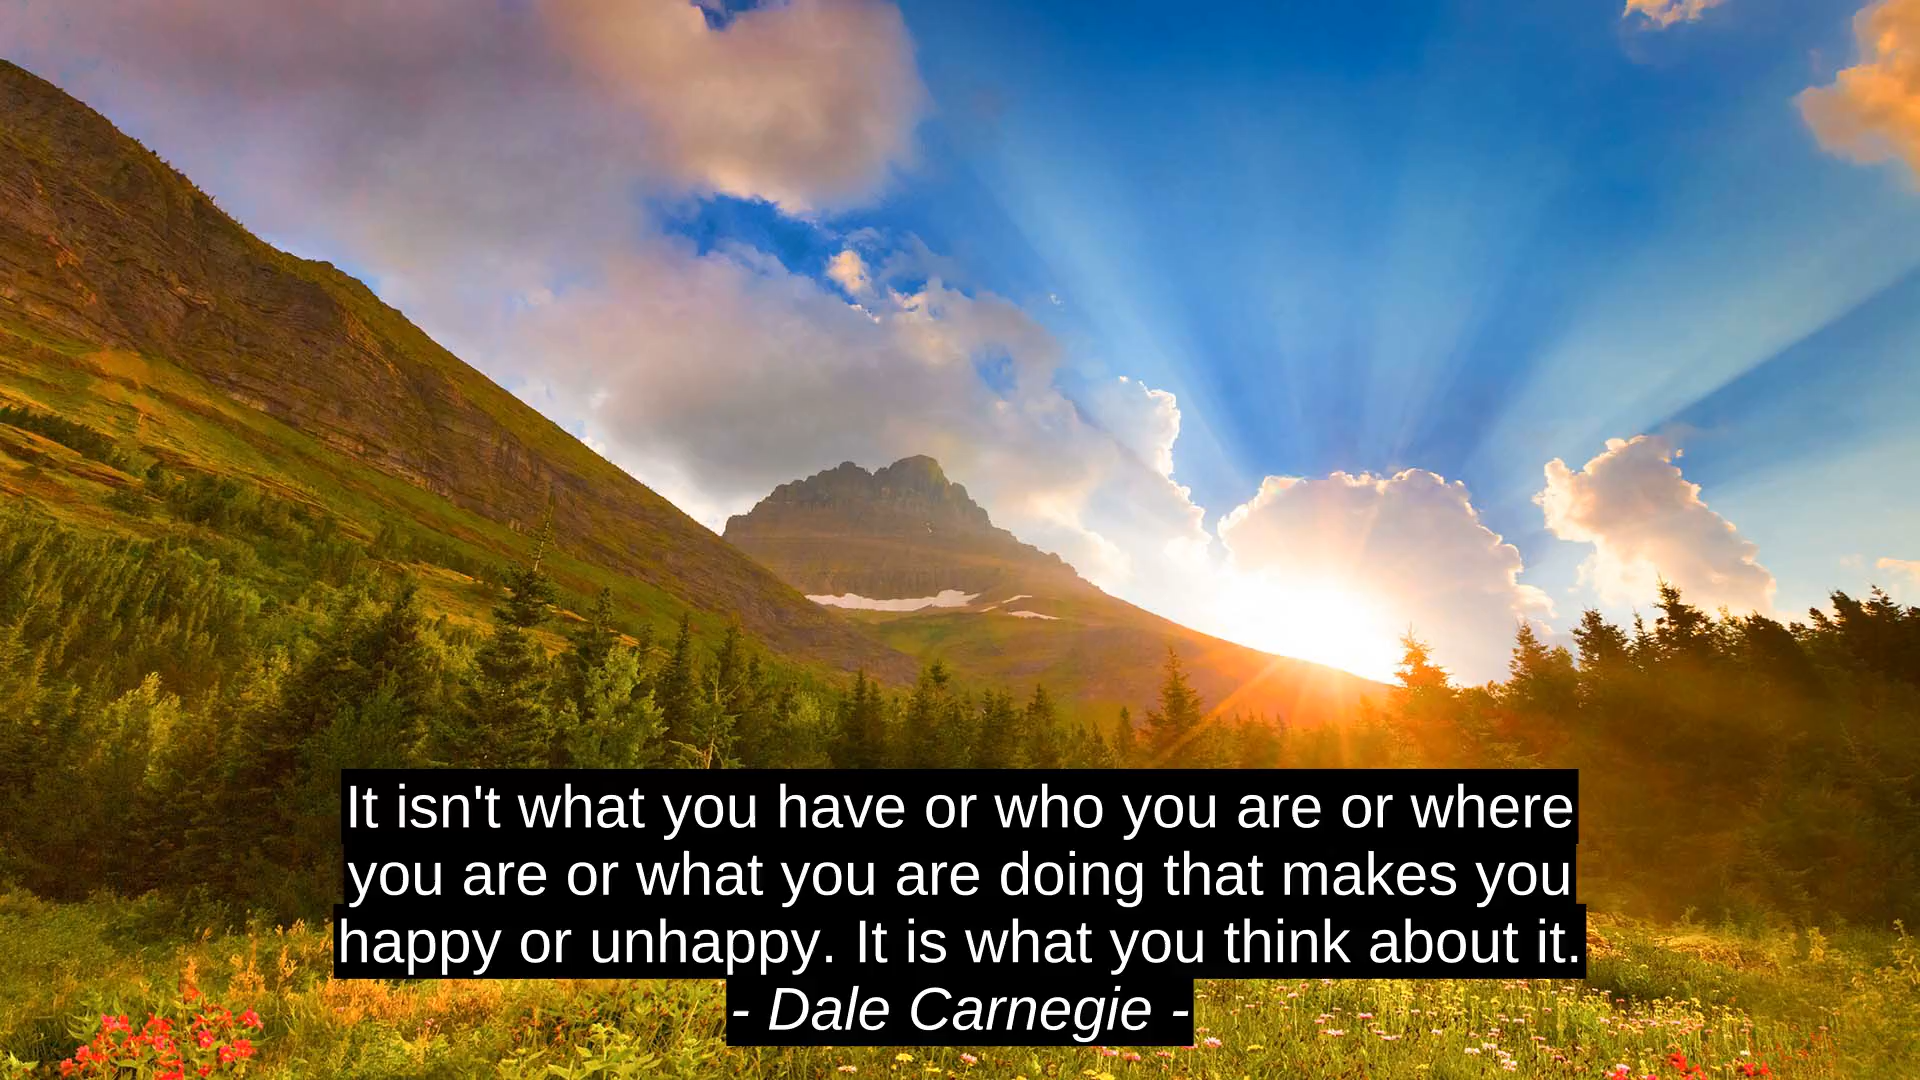 It isn't what you have or who you are or where
you are or what you are doing that makes you
happy or unhappy. It is what you think about it.
- Dale Carnegie -